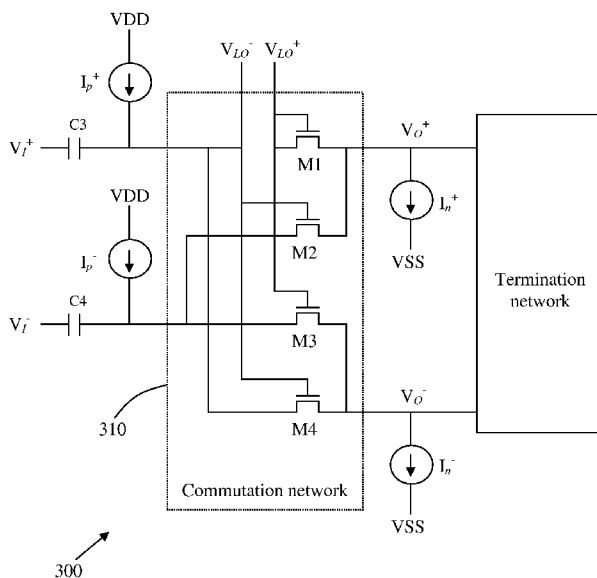 VDD
V_LO^-
V_LO^+
I_p^+
C3
V_I^+
V_O^+
M1
VDD
I_n^+
M2
I_p^-
VSS
Termination
network
C4
V_I^-
M3
V_O^-
M4
310
I_n^-
Commutation network
VSS
300